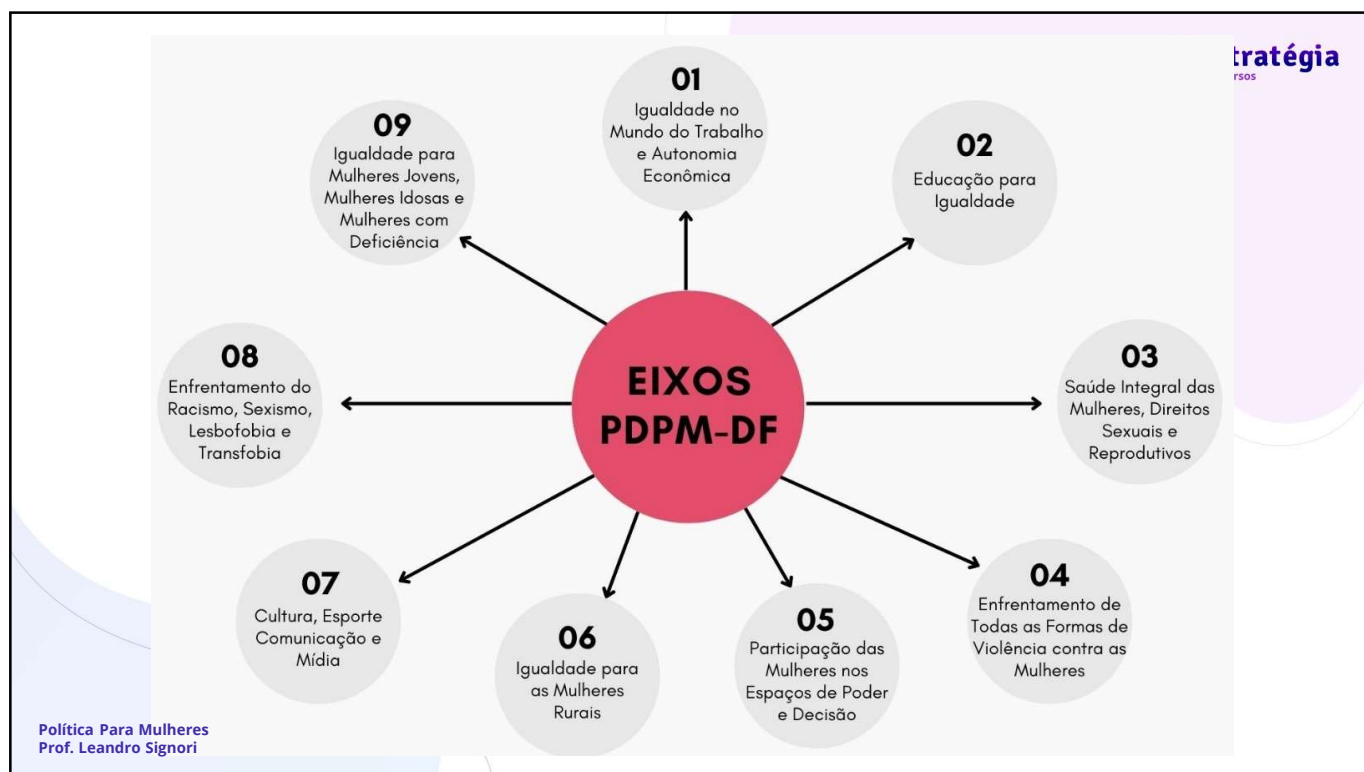 tratégia
rsos
EIXOS
PDPM-DF
01
Igualdade no
Mundo do Trabalho
e Autonomia
Econômica
02
Educação para
Igualdade
03
Saúde Integral das
Mulheres, Direitos
Sexuais e
Reprodutivos
04
Enfrentamento de
Todas as Formas de
Violência contra as
Mulheres
05
Participação das
Mulheres nos
Espaços de Poder
e Decisão
06
Igualdade para
as Mulheres
Rurais
07
Cultura, Esporte
Comunicação e
Mídia
08
Enfrentamento do
Racismo, Sexismo,
Lesbofobia e
Transfobia
09
Igualdade para
Mulheres Jovens,
Mulheres Idosas e
Mulheres com
Deficiência
Política Para Mulheres
Prof. Leandro Signori